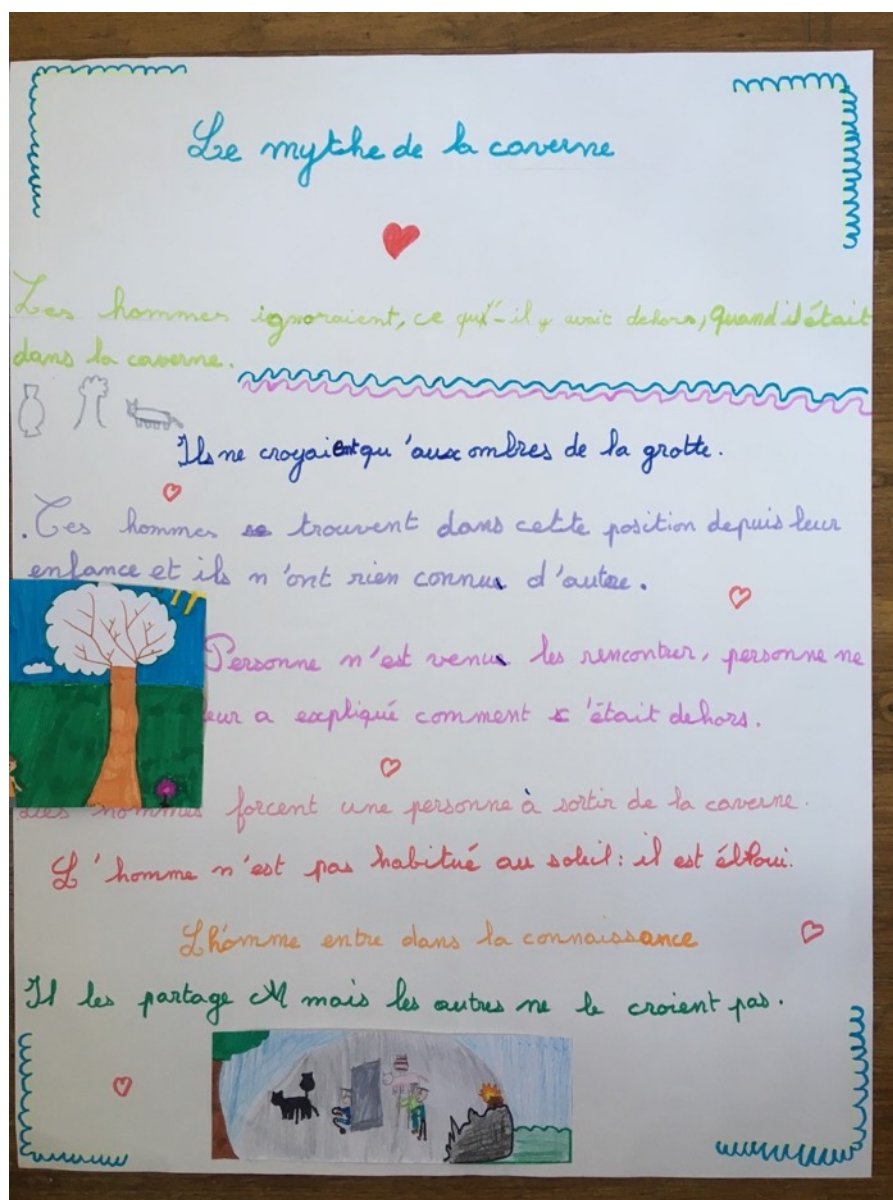 Le mythe de la caverne
Les hommes ignoraient, ce qu'-il y avait dehors, quand il était
dans la caverne.
Ils ne croyaient qu'aux ombres de la grotte.
.Ces hommes se trouvent dans cette position depuis leur
enfance et ils n'ont rien connus d'autre.
Personne n'est venus les rencontrer, personne ne
leur a expliqué comment c'était dehors.
hommes forcent une personne à sortir de la caverne.
L'homme n'est pas habitué au soleil : il est ébloui.
L'homme entre dans la connaissance
Il les partage mais les autres ne le croient pas.